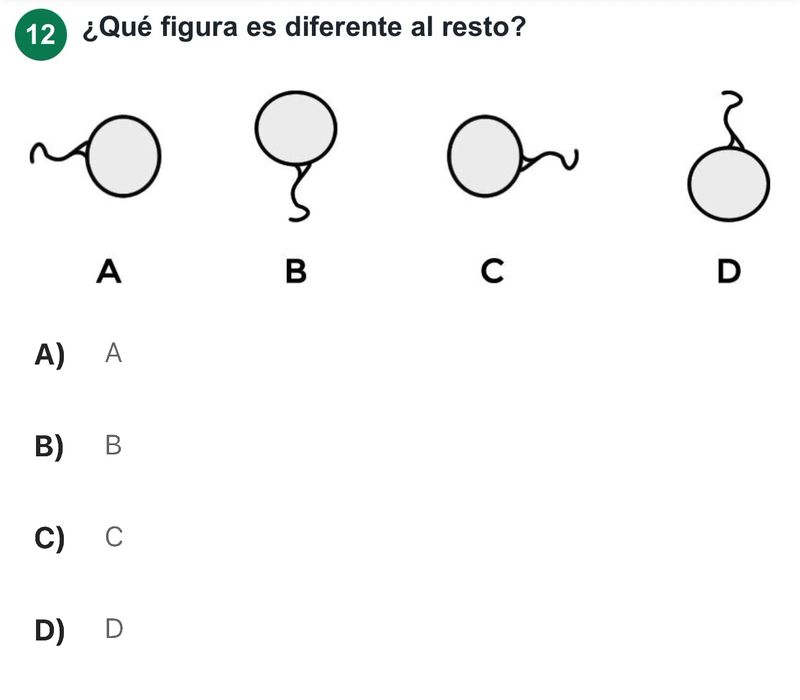 12 ¿Qué figura es diferente al resto?
A B C D
A) A
B) B
C) C
D) D